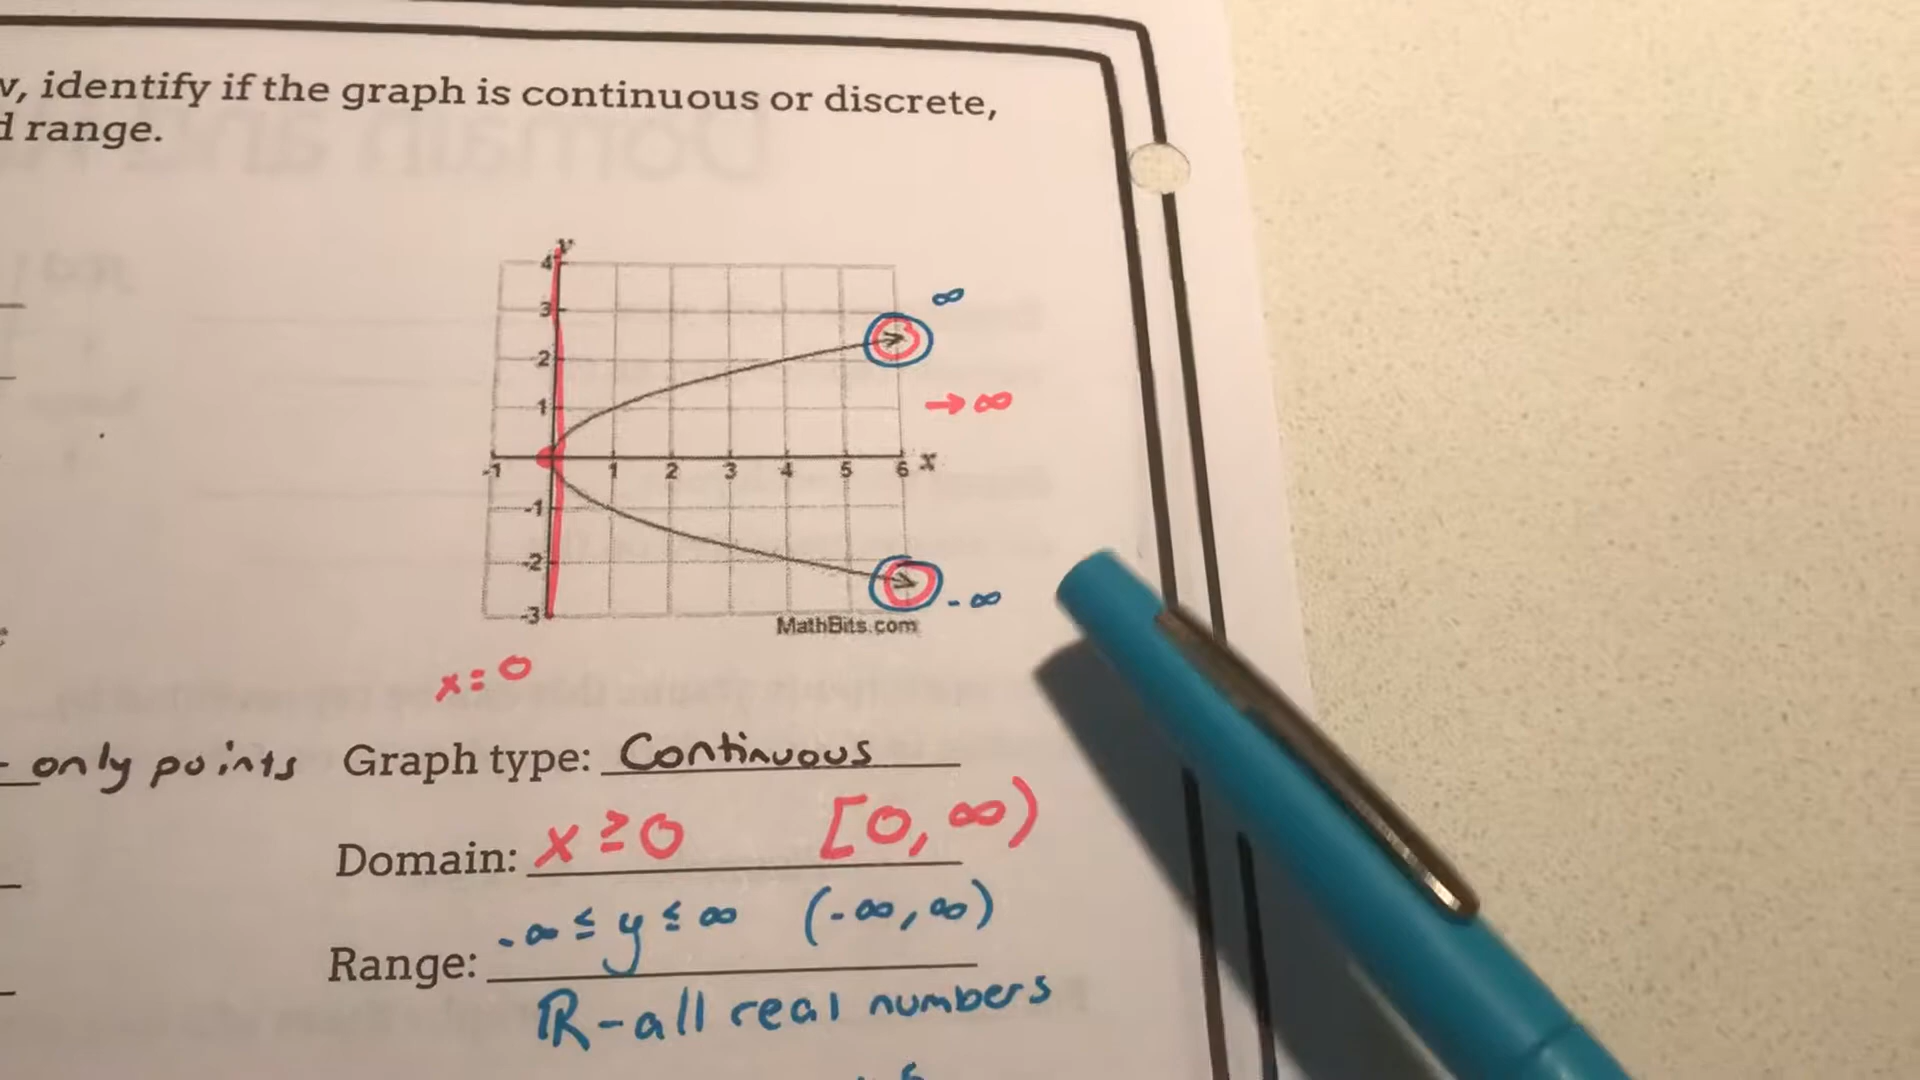 , identify if the graph is continuous or discrete,
d range.
y
4
∞
3
2
→∞
1
-1 1 2 3 4 5 6 x
-1
-2
-∞
-3
MathBits.com
x=0
only points Graph type: Continuous
Domain: x≥0 [0,∞)
Range: -∞≤y≤∞ (-∞,∞)
ℝ-all real numbers